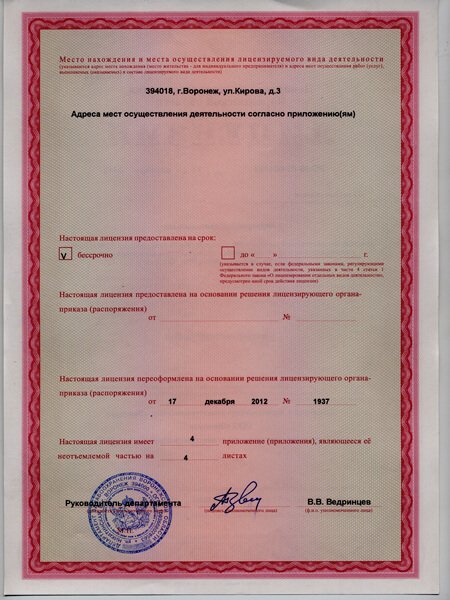 Место нахождения и места осуществления лицензируемого вида деятельности
(указываются адрес места нахождения (место жительства - для индивидуального предпринимателя) и адреса мест осуществления работ (услуг),
выполняемых (оказываемых) в составе лицензируемого вида деятельности)
394018, г.Воронеж, ул.Кирова, д.3
Адреса мест осуществления деятельности согласно приложению(ям)
Настоящая лицензия предоставлена на срок:
V бессрочно до « » г.
(указывается в случае, если федеральными законами, регулирующими
осуществление видов деятельности, указанных в части 4 статьи 1
Федерального закона «О лицензировании отдельных видов деятельности»,
предусмотрен иной срок действия лицензии)
Настоящая лицензия предоставлена на основании решения лицензирующего органа-
приказа (распоряжения)
от №
Настоящая лицензия переоформлена на основании решения лицензирующего органа-
приказа (распоряжения)
от 17 декабря 2012 № 1937
Настоящая лицензия имеет 4 приложение (приложения), являющееся её
неотъемлемой частью на 4 листах
Руководитель департамента В.В. Ведринцев
(ф.и.о. уполномоченного лица)
М.П.